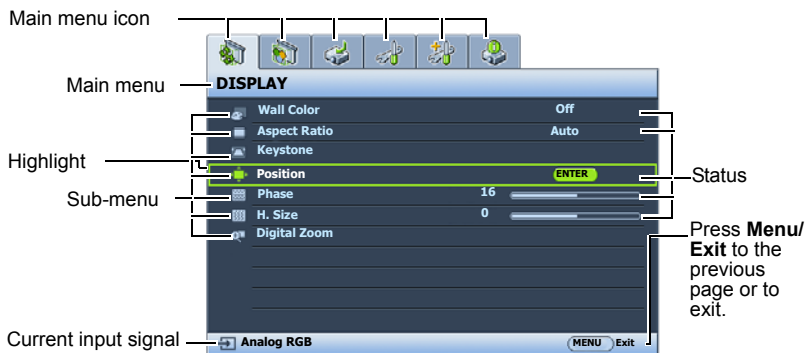 Main menu icon
Main menu
DISPLAY
Wall Color Off
Aspect Ratio Auto
Keystone
Highlight
Position ENTER
Status
Sub-menu
Phase 16
H. Size 0
Digital Zoom
Press Menu/
Exit to the
previous
page or to
exit.
Current input signal
Analog RGB
MENU Exit